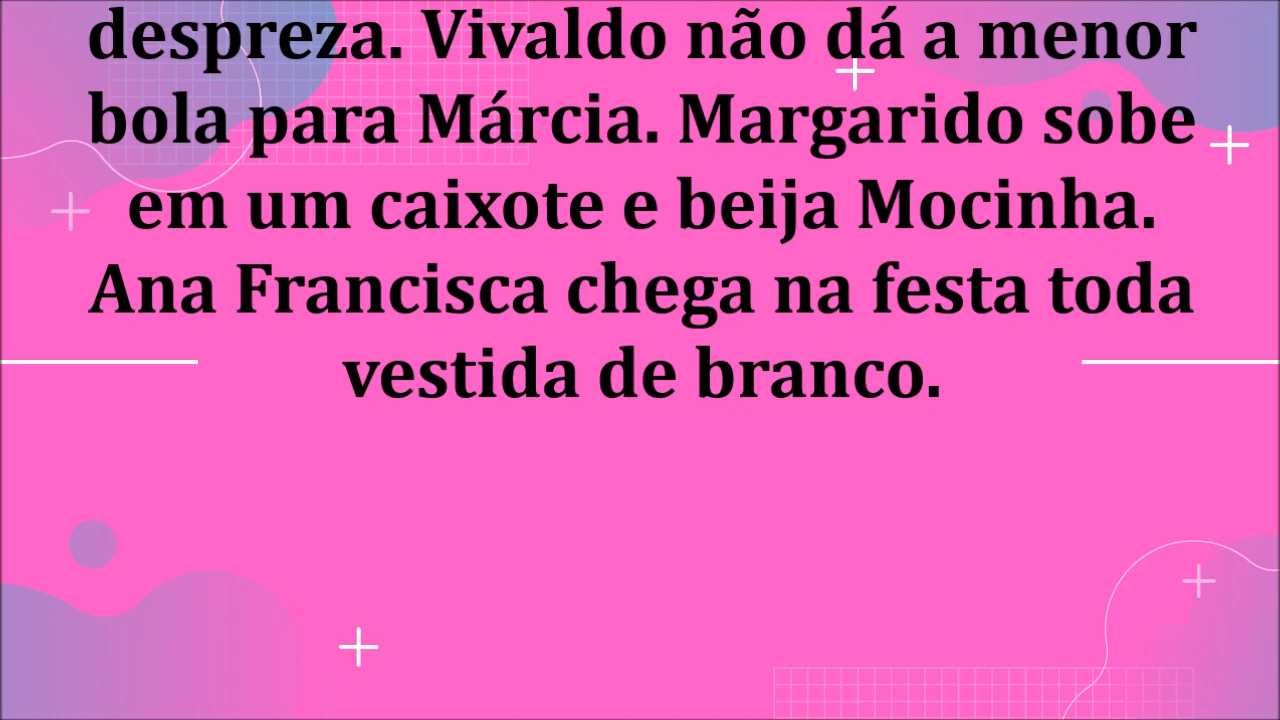 despreza. Vivaldo não dá a menor
bola para Márcia. Margarido sobe
em um caixote e beija Mocinha.
Ana Francisca chega na festa toda
vestida de branco.